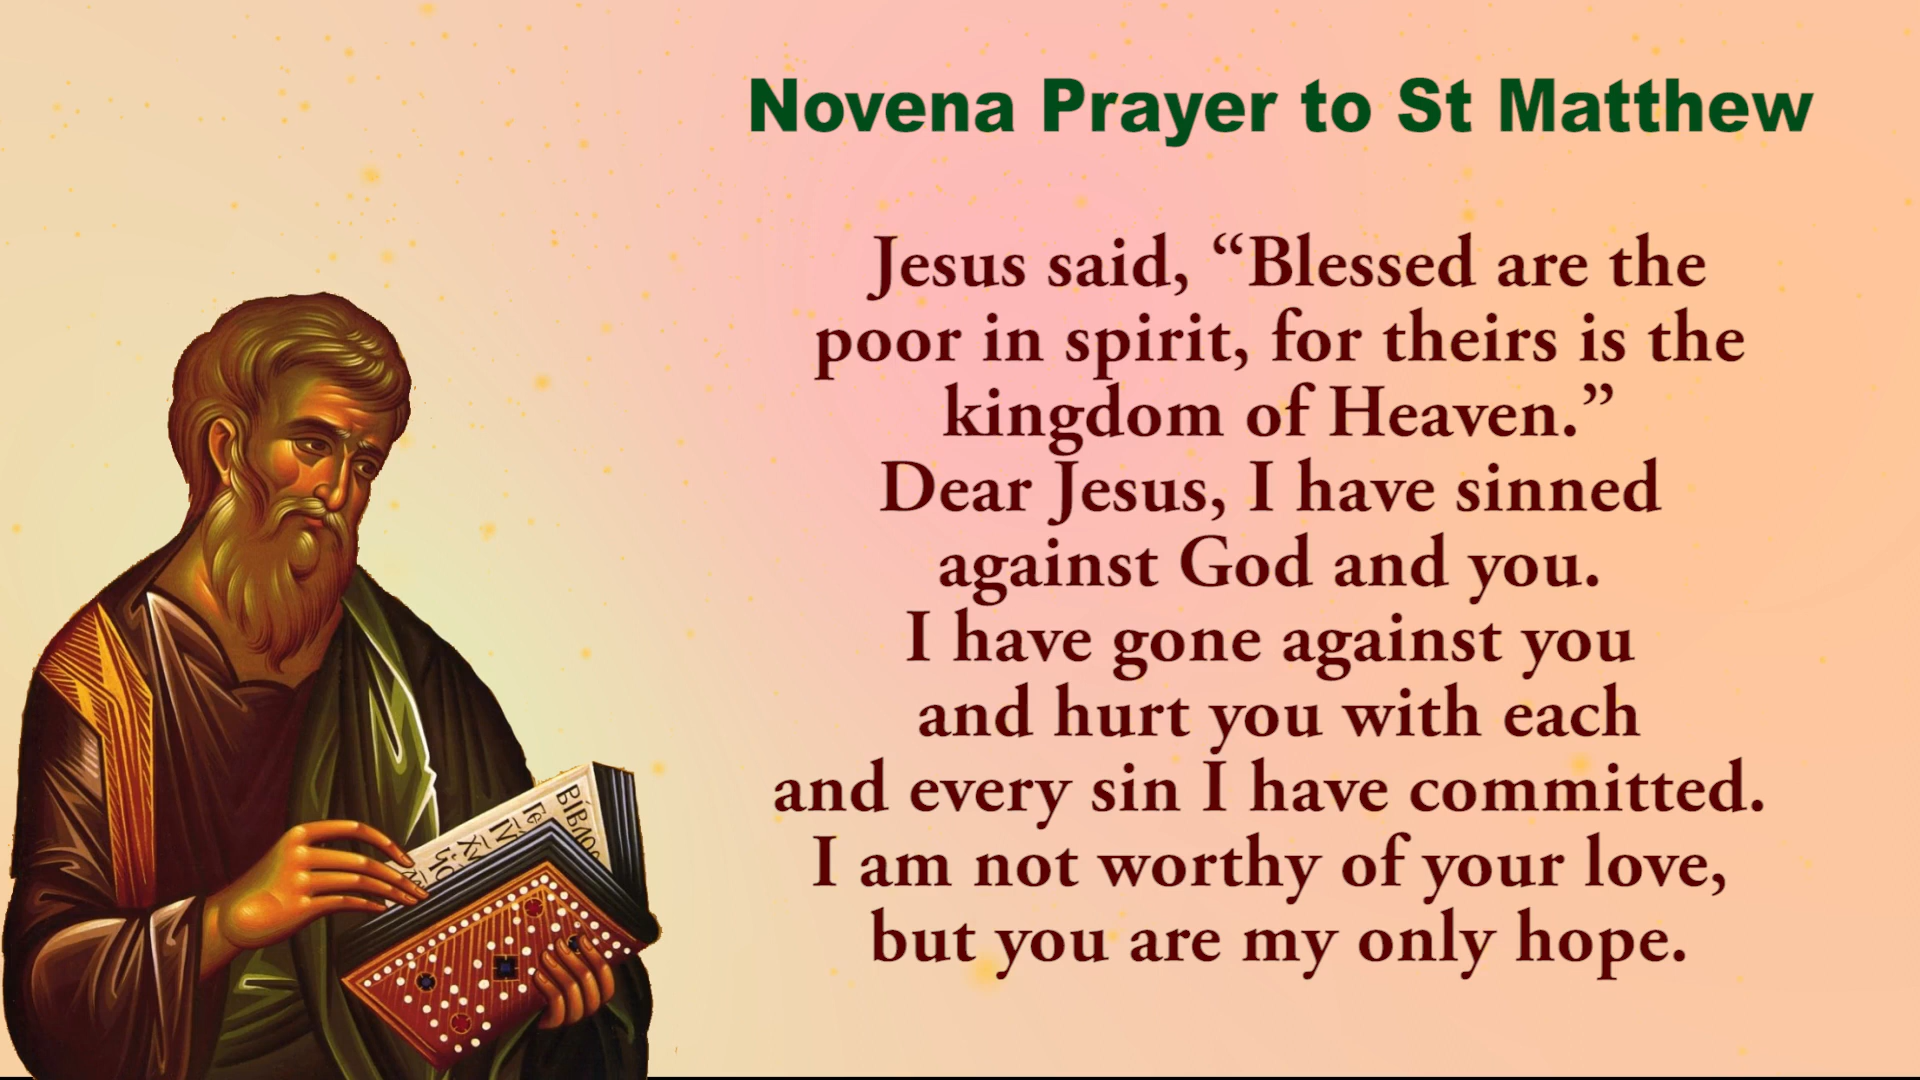 Novena Prayer to St Matthew
Jesus said, “Blessed are the
poor in spirit, for theirs is the
kingdom of Heaven.”
Dear Jesus, I have sinned
against God and you.
I have gone against you
and hurt you with each
and every sin I have committed.
I am not worthy of your love,
but you are my only hope.
ΒΙΒΛΟC